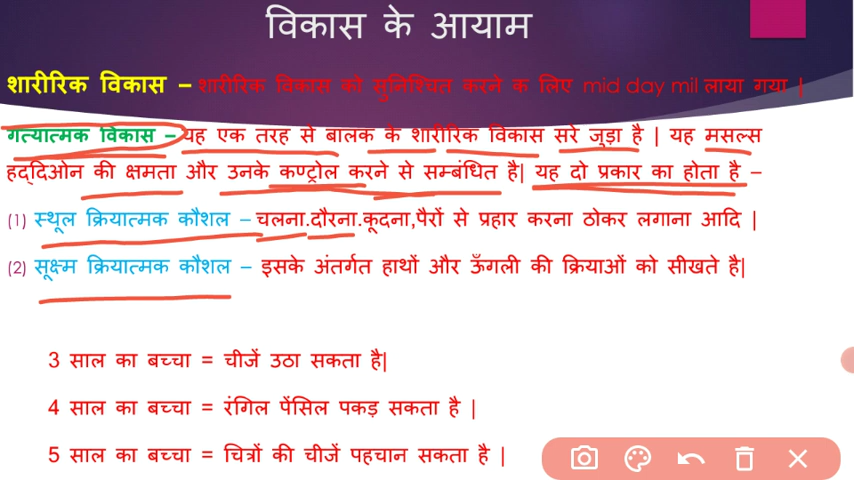 विकास के आयाम
शारीरिक विकास – शारीरिक विकास को सुनिश्चित करने क लिए mid day mil लाया गया |
गत्यात्मक विकास – यह एक तरह से बालक के शारीरिक विकास सरे जुड़ा है | यह मसल्स
हद्दिओन की क्षमता और उनके कण्ट्रोल करने से सम्बंधित है| यह दो प्रकार का होता है –
(1) स्थूल क्रियात्मक कौशल – चलना.दौरना.कूदना,पैरों से प्रहार करना ठोकर लगाना आदि |
(2) सूक्ष्म क्रियात्मक कौशल – इसके अंतर्गत हाथों और ऊँगली की क्रियाओं को सीखते है|
3 साल का बच्चा = चीजें उठा सकता है|
4 साल का बच्चा = रंगिल पेंसिल पकड़ सकता है |
5 साल का बच्चा = चित्रों की चीजें पहचान सकता है |